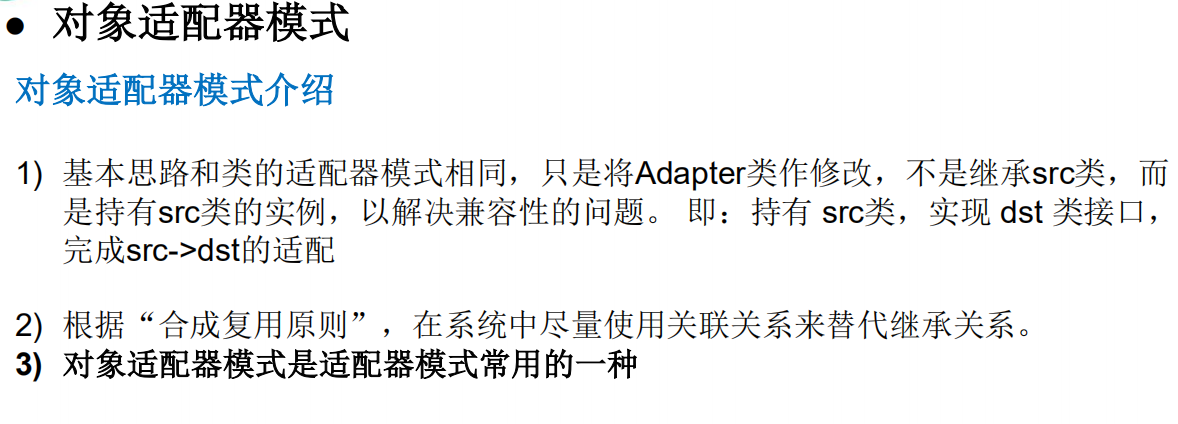 ● 对象适配器模式
对象适配器模式介绍
1) 基本思路和类的适配器模式相同，只是将Adapter类作修改，不是继承src类，而
是持有src类的实例，以解决兼容性的问题。 即：持有 src类，实现 dst 类接口，
完成src->dst的适配
2) 根据“合成复用原则”，在系统中尽量使用关联关系来替代继承关系。
3) 对象适配器模式是适配器模式常用的一种